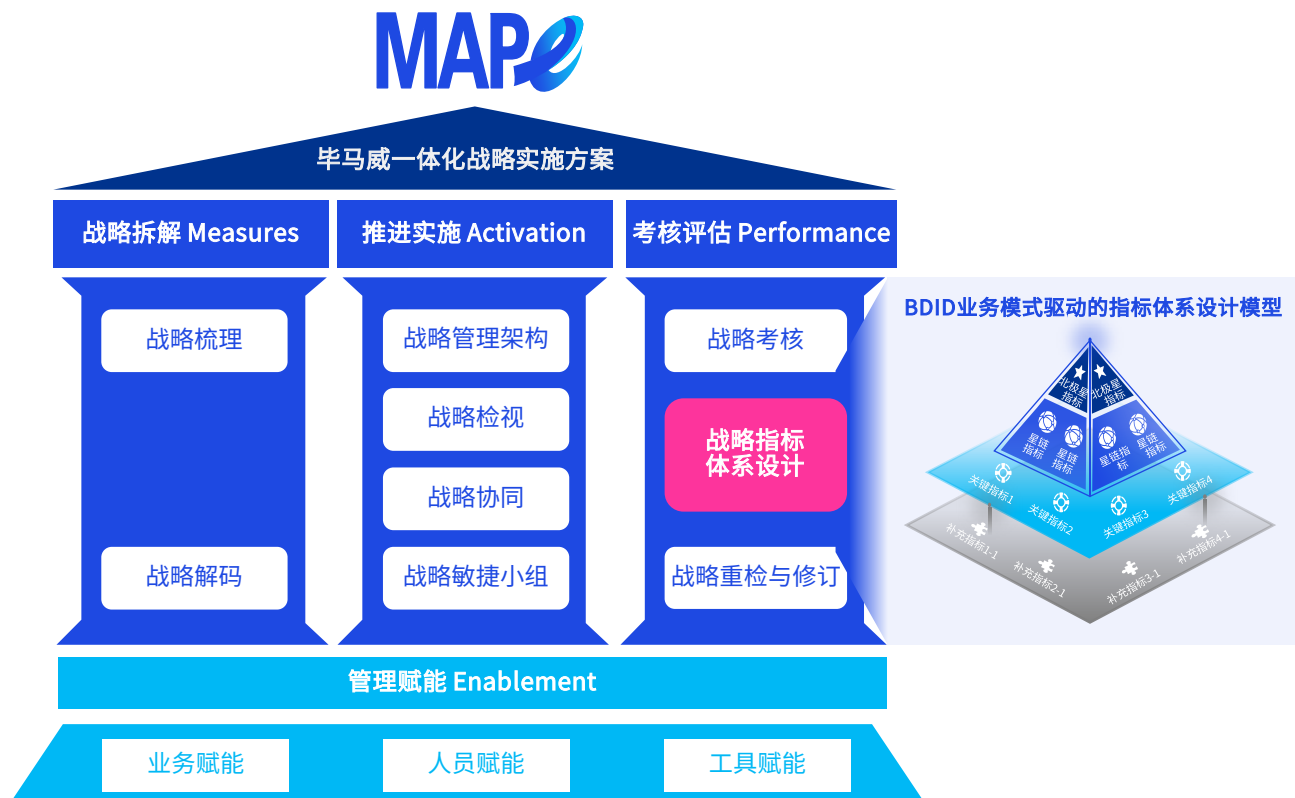 MAPe
毕马威一体化战略实施方案
战略拆解 Measures
推进实施 Activation
考核评估 Performance
战略梳理
战略解码
战略管理架构
战略检视
战略协同
战略敏捷小组
战略考核
战略指标
体系设计
战略重检与修订
BDID业务模式驱动的指标体系设计模型
北极星
指标
北极星
指标
星链
指标
星链
指标
星链指
标
星链
指标
关键指标1
关键指标2
关键指标3
关键指标4
补充指标1-1
补充指标2-1
补充指标3-1
补充指标4-1
管理赋能 Enablement
业务赋能
人员赋能
工具赋能